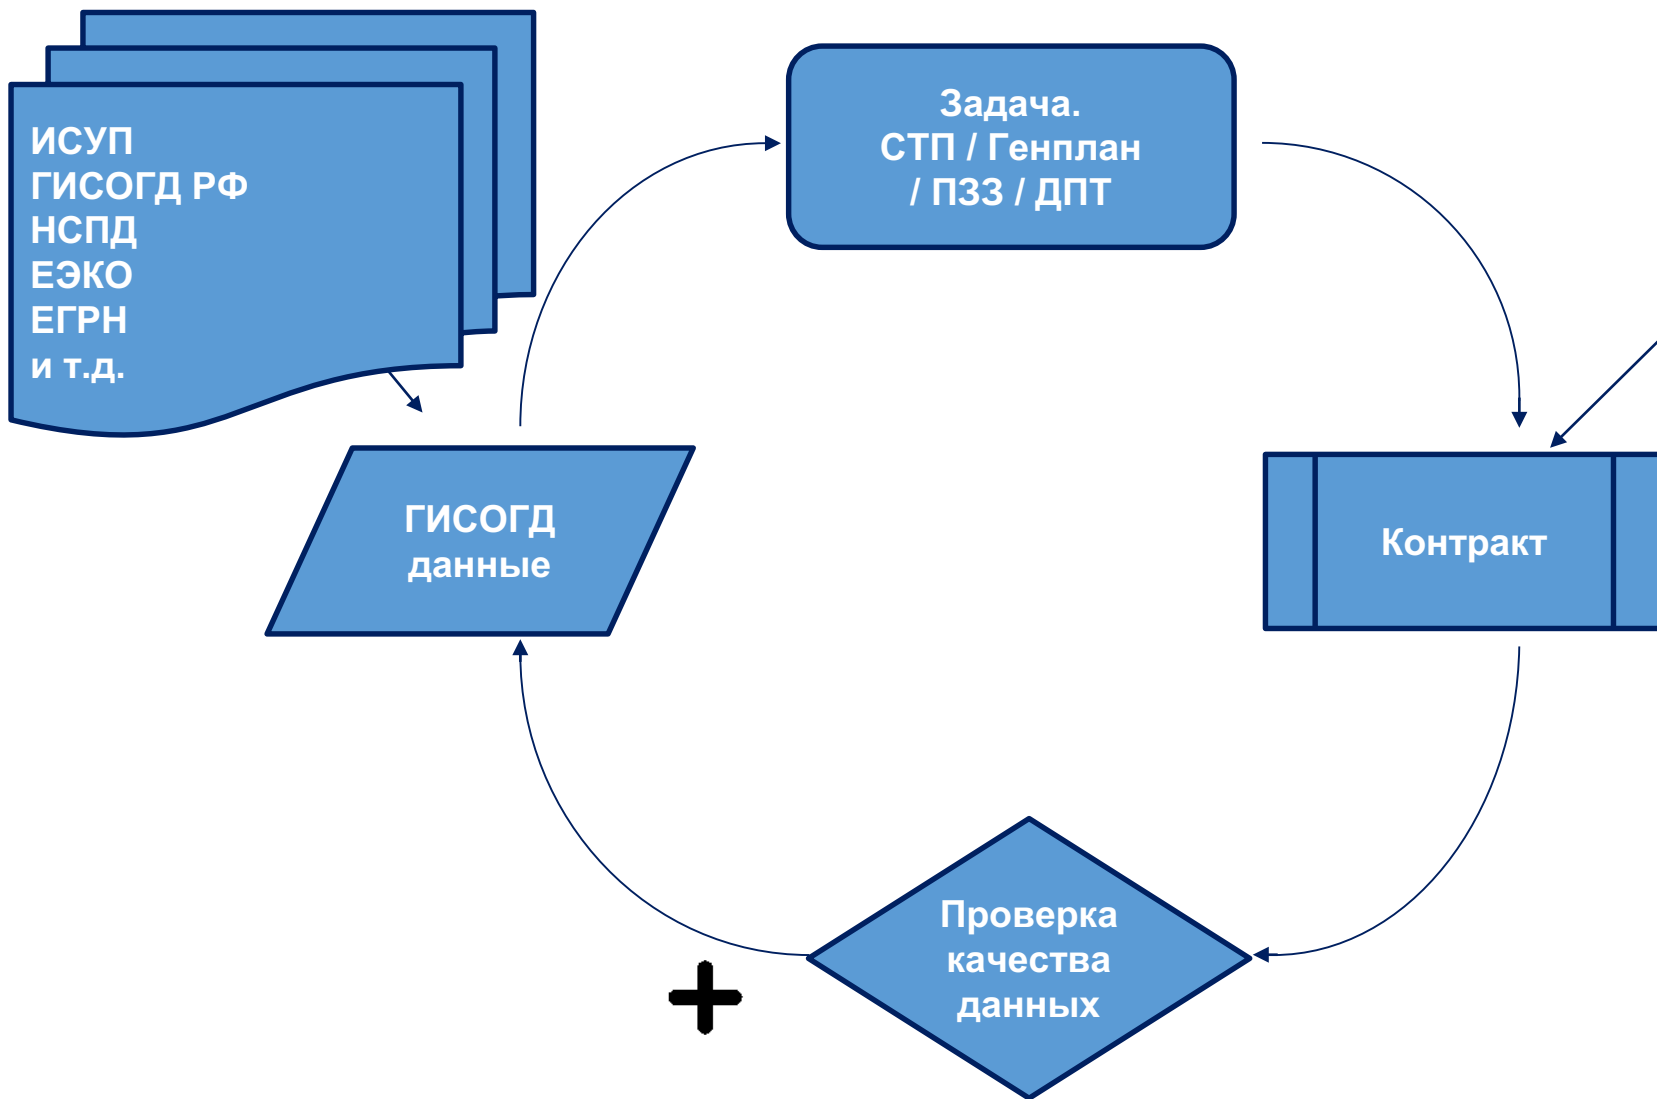 ИСУП
ГИСОГД РФ
НСПД
ЕЭКО
ЕГРН
и т.д.
Задача.
СТП / Генплан
/ ПЗЗ / ДПТ
ГИСОГД
данные
Контракт
Проверка
качества
данных